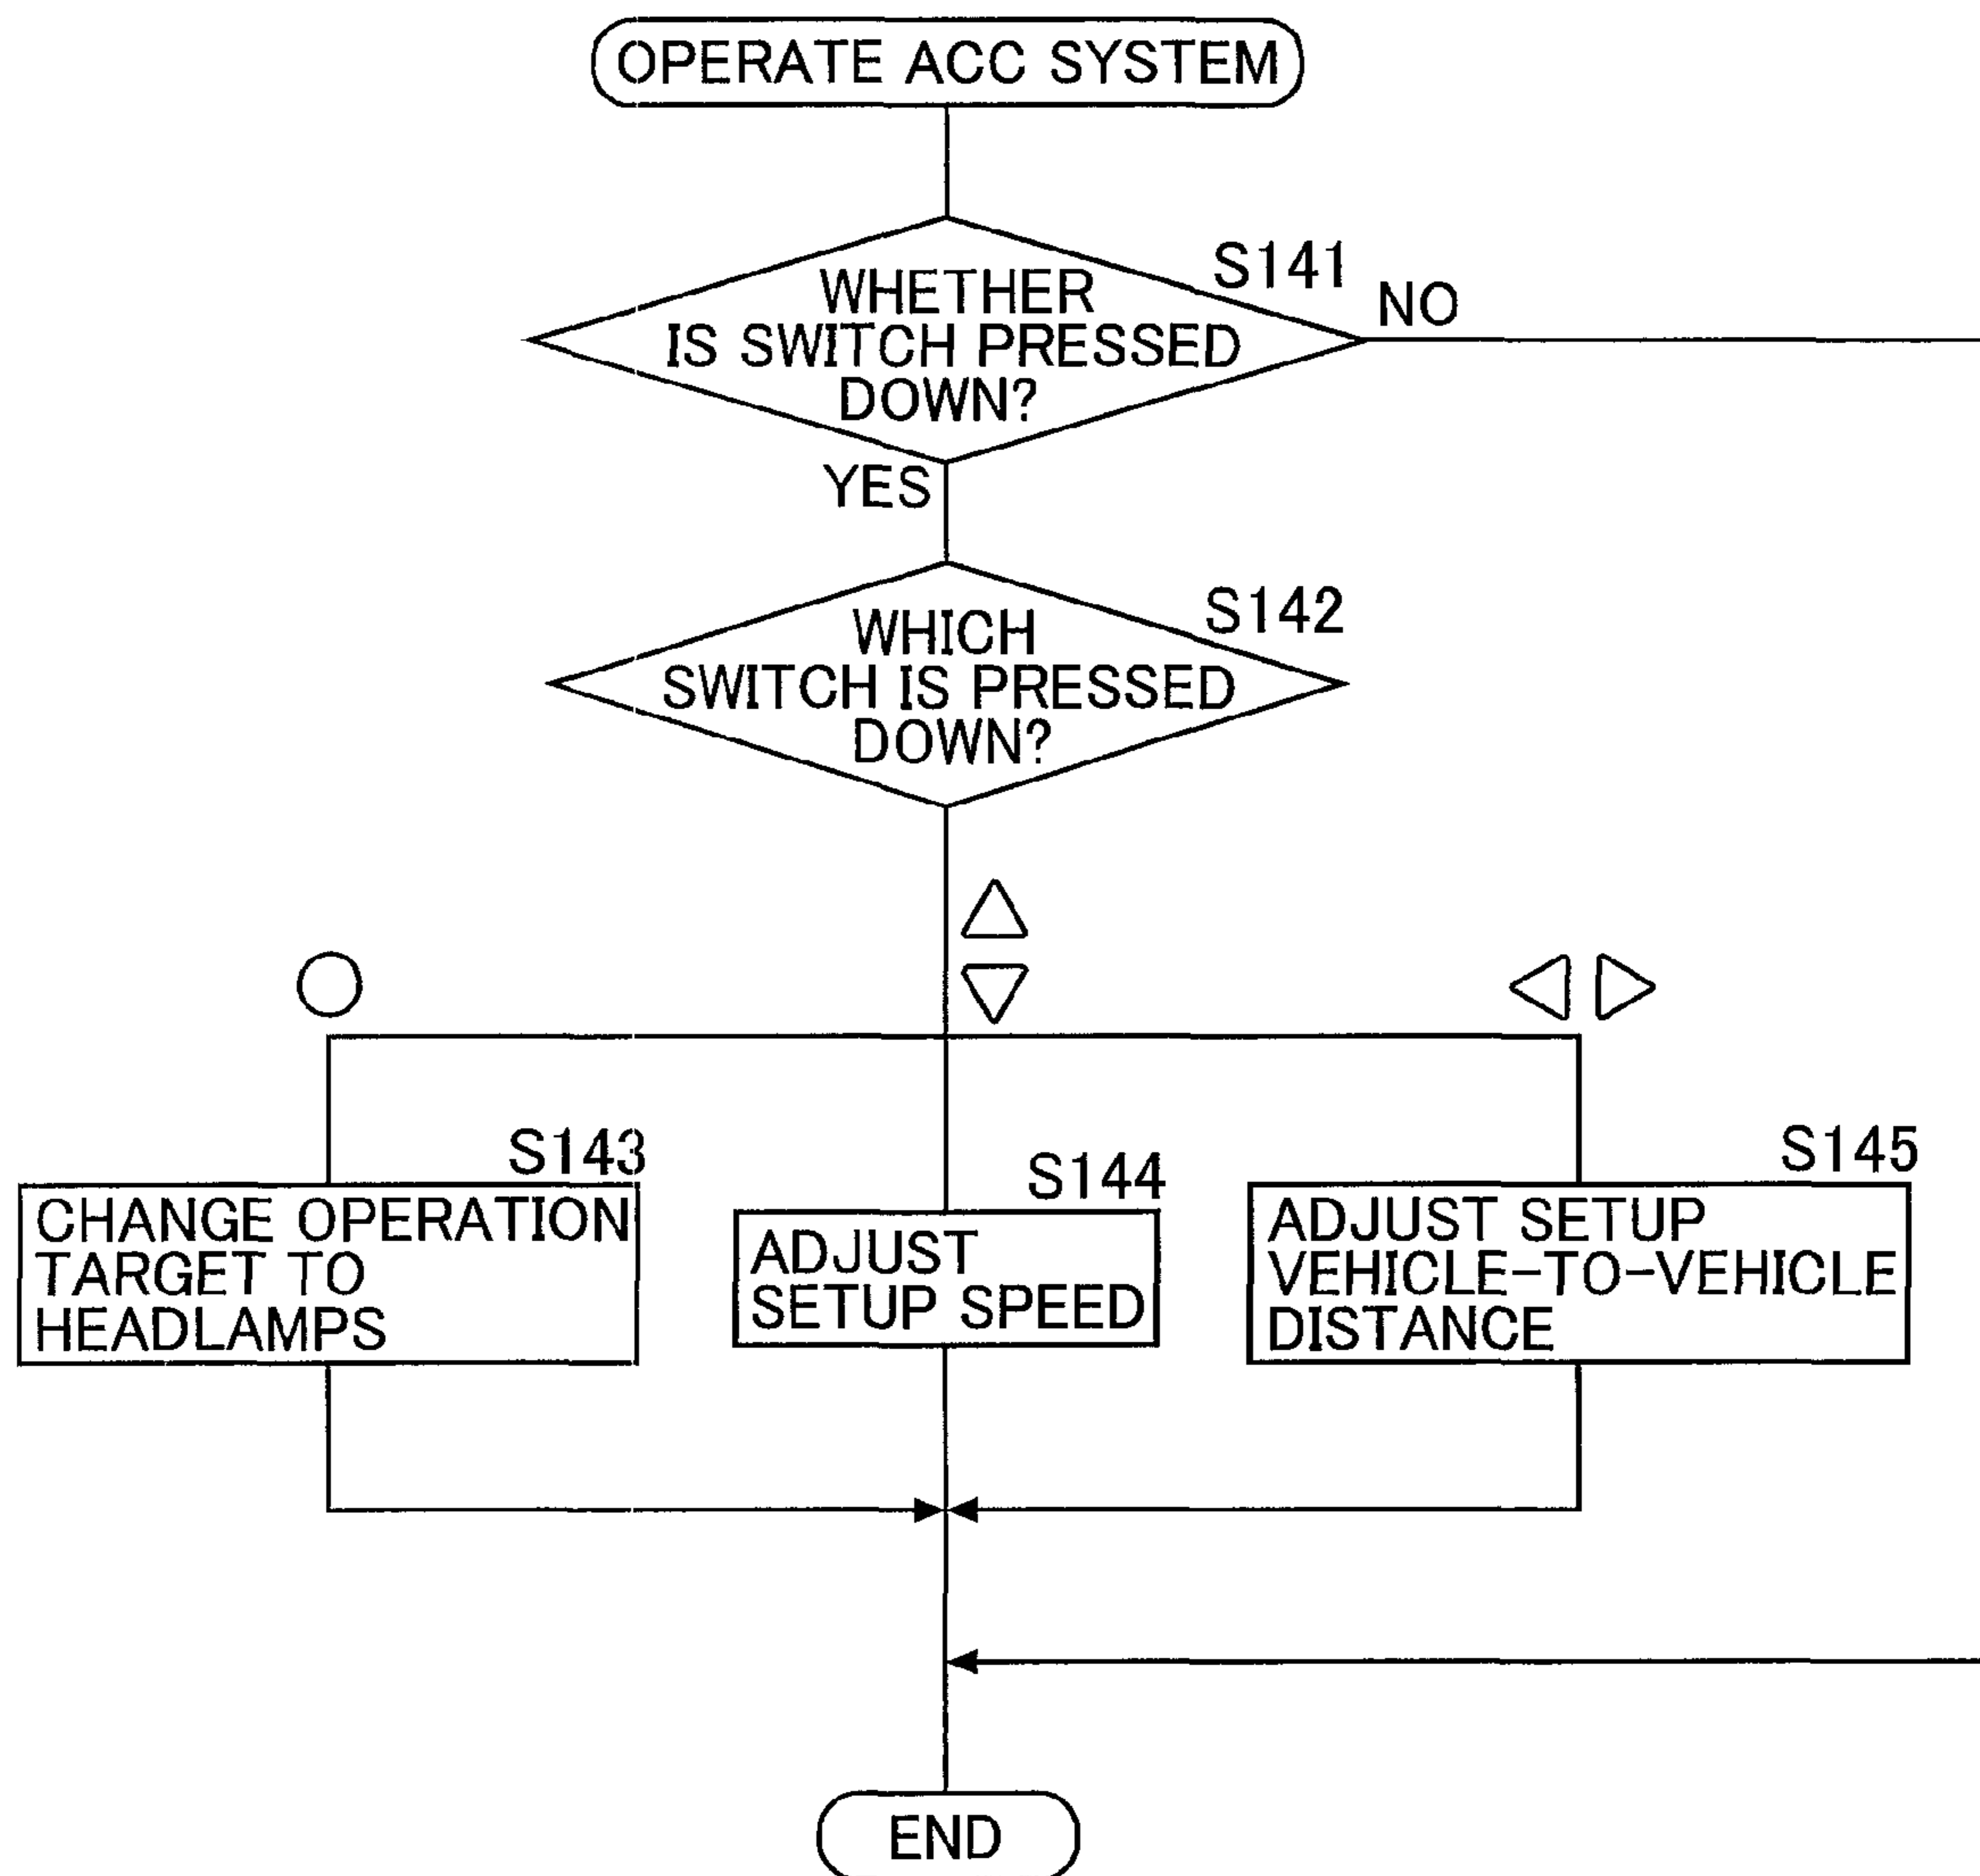 OPERATE ACC SYSTEM
S141
WHETHER
IS SWITCH PRESSED
DOWN?
NO
YES
S142
WHICH
SWITCH IS PRESSED
DOWN?
S143
CHANGE OPERATION
TARGET TO
HEADLAMPS
S144
ADJUST
SETUP SPEED
S145
ADJUST SETUP
VEHICLE-TO-VEHICLE
DISTANCE
END